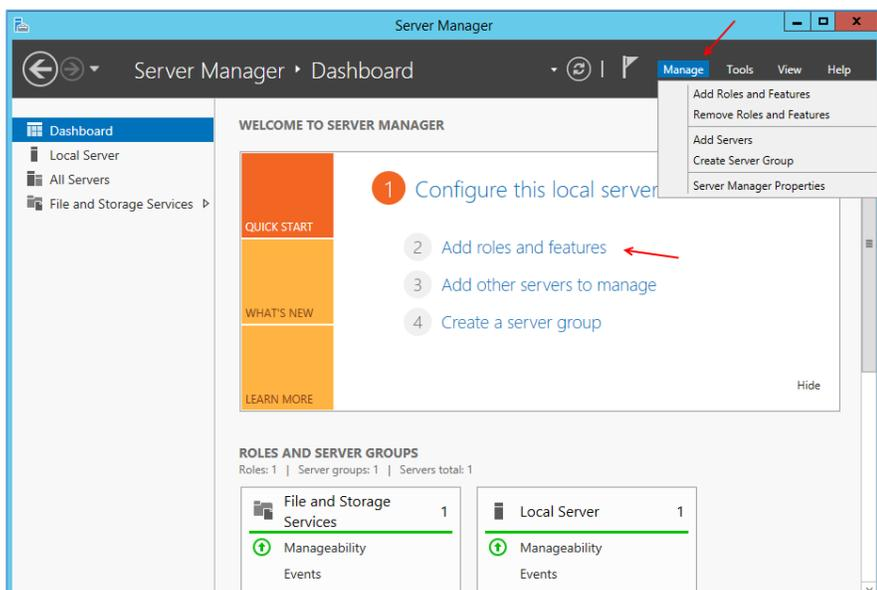 Server Manager
Server Manager ‣ Dashboard
Manage Tools View Help
Add Roles and Features
Remove Roles and Features
Add Servers
Create Server Group
Server Manager Properties
Dashboard
Local Server
All Servers
File and Storage Services
WELCOME TO SERVER MANAGER
1 Configure this local server
QUICK START
2 Add roles and features
3 Add other servers to manage
WHAT'S NEW
4 Create a server group
Hide
LEARN MORE
ROLES AND SERVER GROUPS
Roles: 1 | Server groups: 1 | Servers total: 1
File and Storage Services 1
Manageability
Events
Local Server 1
Manageability
Events